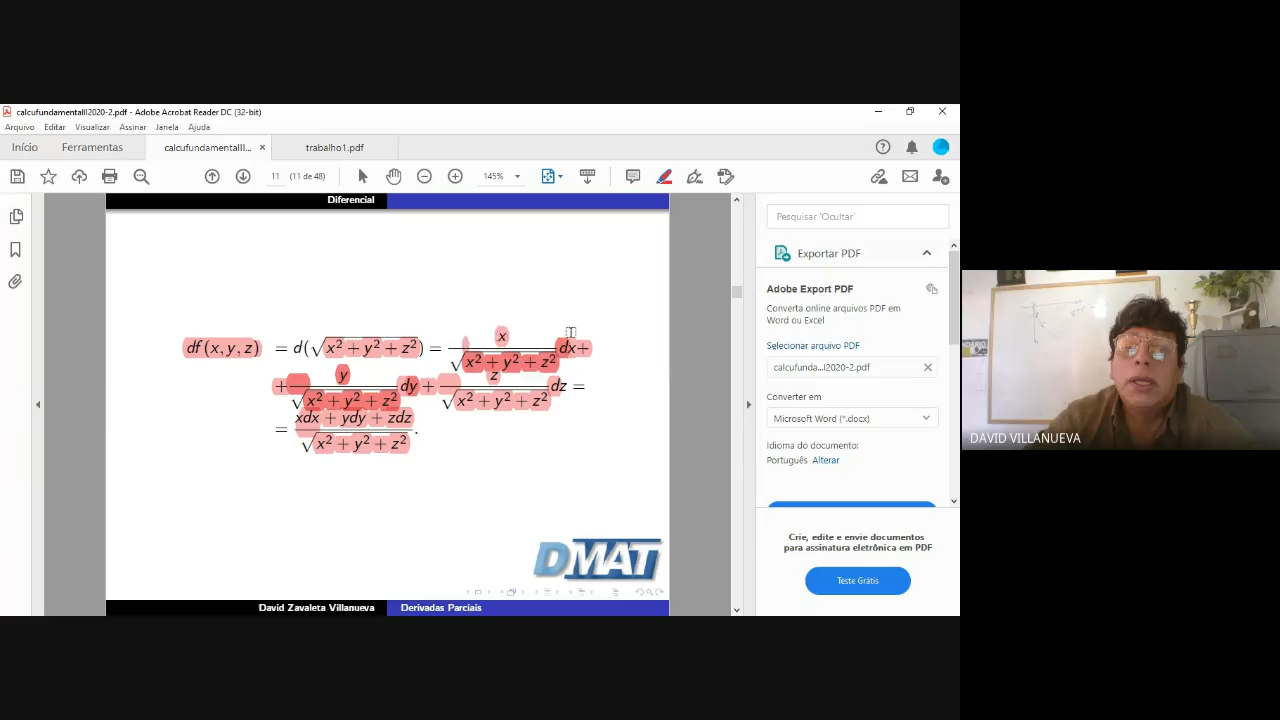 calcufundamentalII2020-2.pdf - Adobe Acrobat Reader DC (32-bit)
Arquivo Editar Visualizar Assinar Janela Ajuda
Início Ferramentas calcufundamentalII... × trabalho1.pdf
11 (11 de 48) 145%
Diferencial
df(x, y, z) = d(√x² + y² + z²) = x/√x² + y² + z² dx+
+ y/√x² + y² + z² dy + z/√x² + y² + z² dz =
= xdx + ydy + zdz/√x² + y² + z².
DMAT
David Zavaleta Villanueva Derivadas Parciais
Pesquisar 'Ocultar'
Exportar PDF
Adobe Export PDF
Converta online arquivos PDF em
Word ou Excel
Selecionar arquivo PDF
calcufunda...II2020-2.pdf
Converter em
Microsoft Word (*.docx)
Idioma do documento:
Português Alterar
Crie, edite e envie documentos
para assinatura eletrônica em PDF
Teste Grátis
DAVID VILLANUEVA